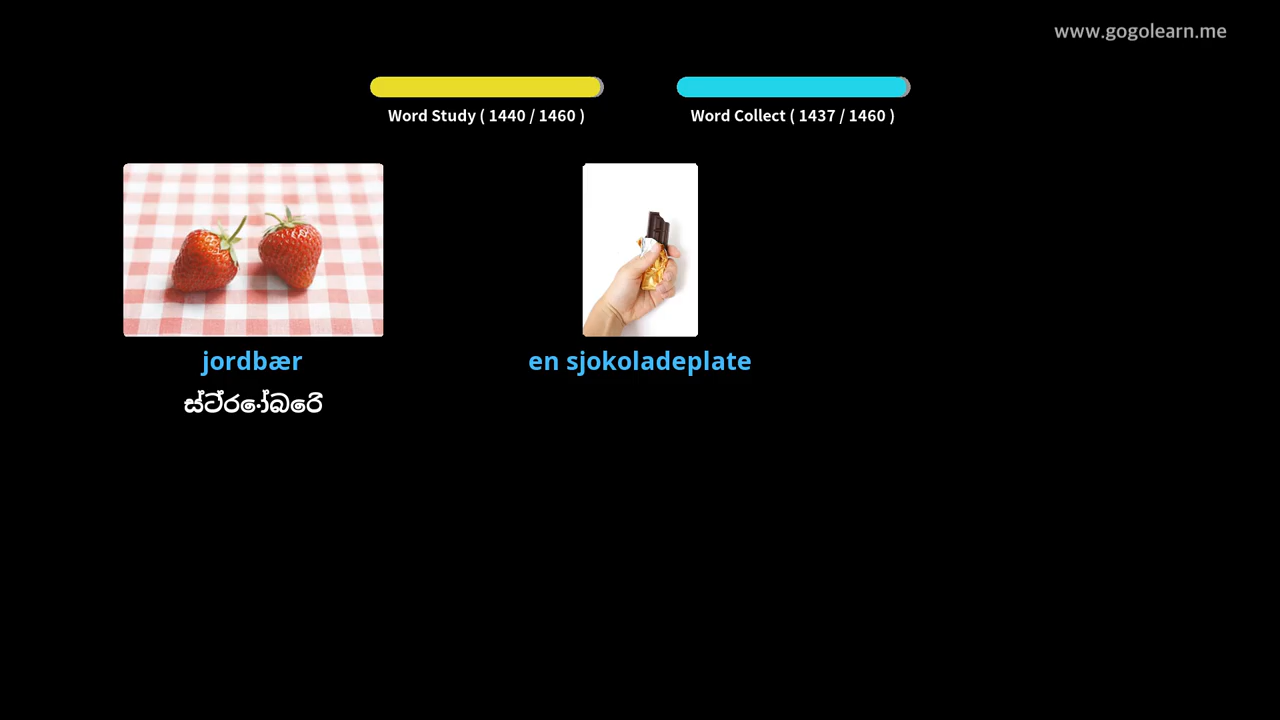 www.gogolearn.me
Word Study ( 1440 / 1460 )
Word Collect ( 1437 / 1460 )
jordbær
en sjokoladeplate
ස්ට්රෝබෙරි